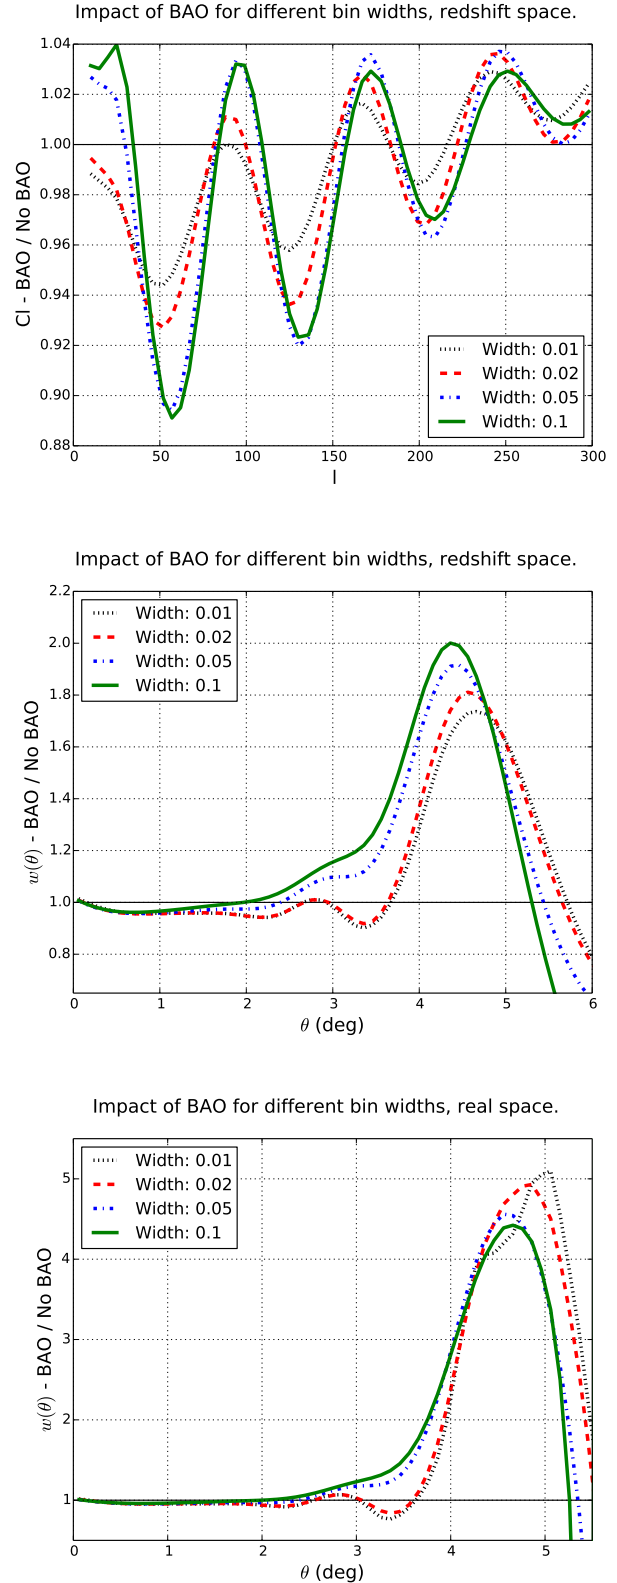 Impact of BAO for different bin widths, redshift space.
1.04
1.02
1.00
0.98
0.96
0.94
0.92
0.90
0.88
Cl - BAO / No BAO
Width: 0.01
Width: 0.02
Width: 0.05
Width: 0.1
0 50 100 150 200 250 300
l
Impact of BAO for different bin widths, redshift space.
2.2
2.0
1.8
1.6
1.4
1.2
1.0
0.8
w(θ) - BAO / No BAO
Width: 0.01
Width: 0.02
Width: 0.05
Width: 0.1
0 1 2 3 4 5 6
θ (deg)
Impact of BAO for different bin widths, real space.
5
4
3
2
1
w(θ) - BAO / No BAO
Width: 0.01
Width: 0.02
Width: 0.05
Width: 0.1
0 1 2 3 4 5
θ (deg)